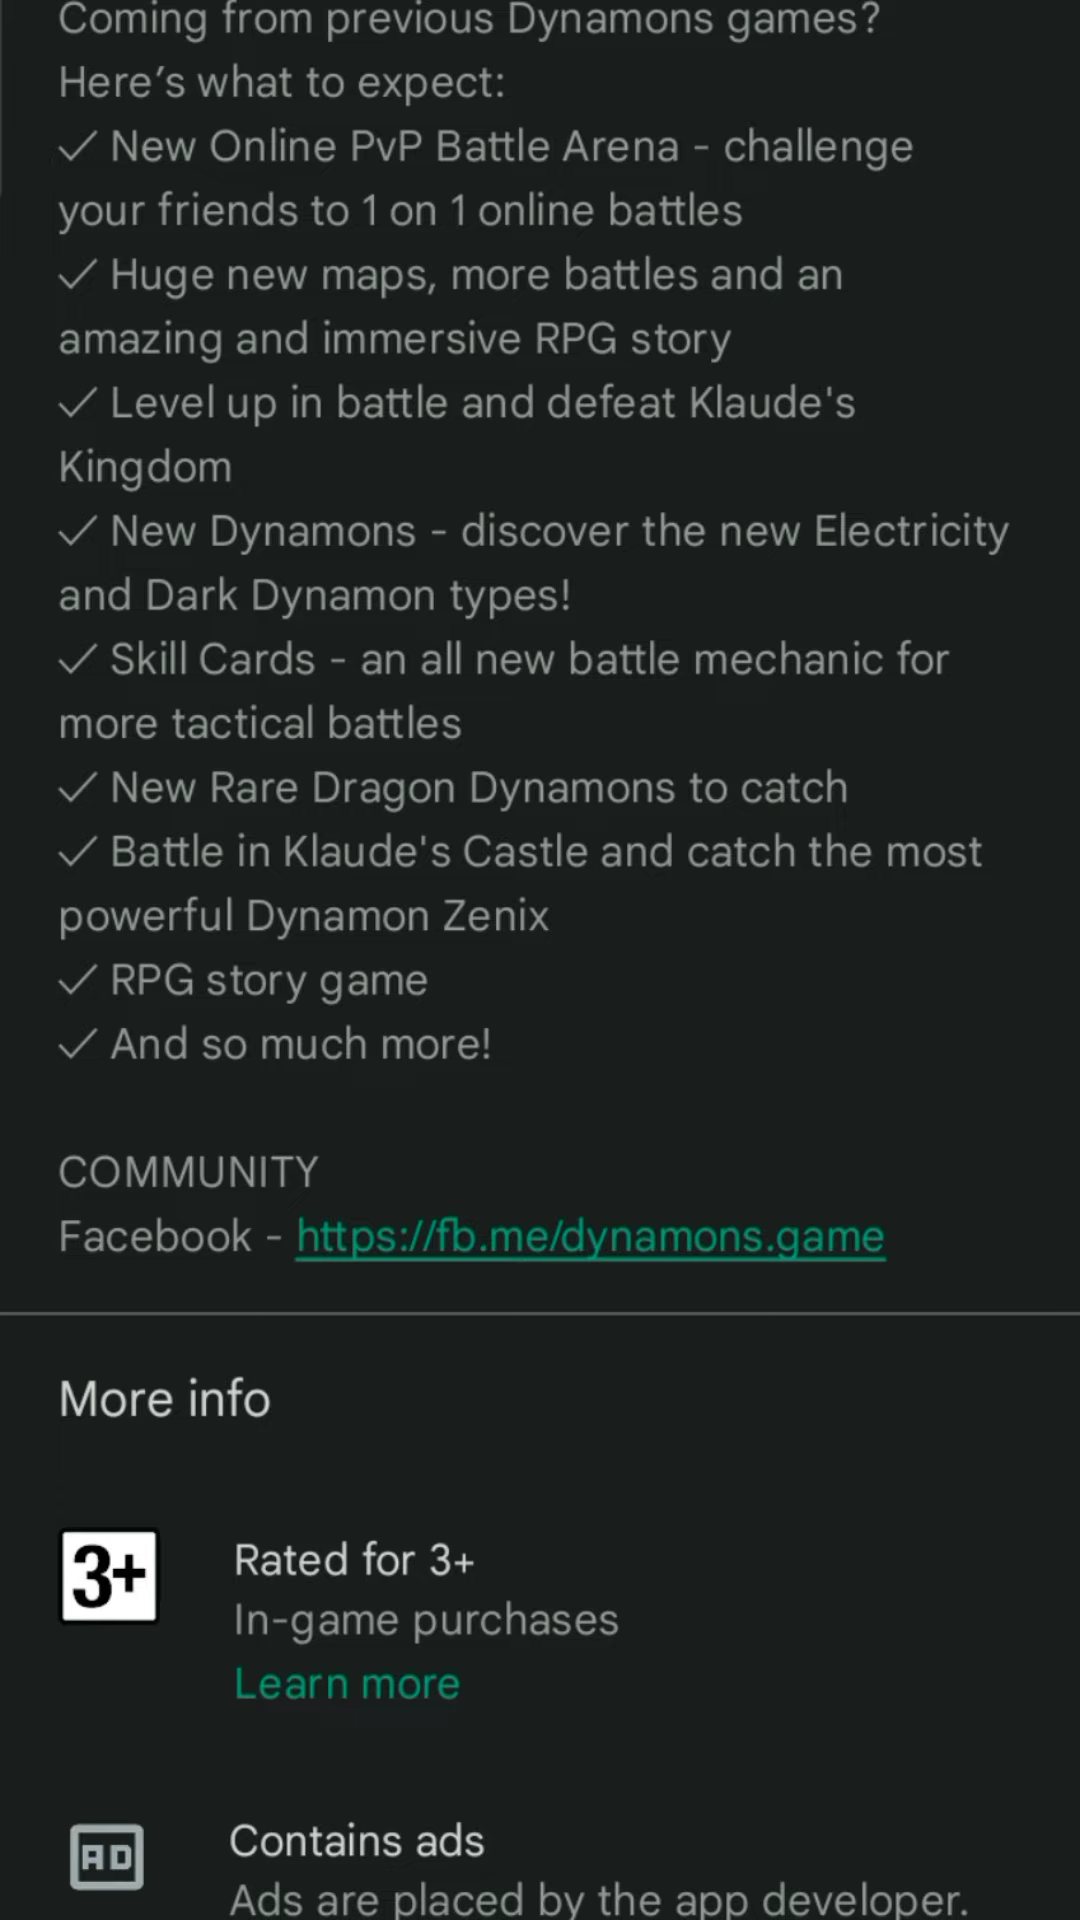 Coming from previous Dynamons games?
Here’s what to expect:
✓ New Online PvP Battle Arena - challenge
your friends to 1 on 1 online battles
✓ Huge new maps, more battles and an
amazing and immersive RPG story
✓ Level up in battle and defeat Klaude's
Kingdom
✓ New Dynamons - discover the new Electricity
and Dark Dynamon types!
✓ Skill Cards - an all new battle mechanic for
more tactical battles
✓ New Rare Dragon Dynamons to catch
✓ Battle in Klaude's Castle and catch the most
powerful Dynamon Zenix
✓ RPG story game
✓ And so much more!
COMMUNITY
Facebook - https://fb.me/dynamons.game
More info
3+
Rated for 3+
In-game purchases
Learn more
AD
Contains ads
Ads are placed by the app developer.